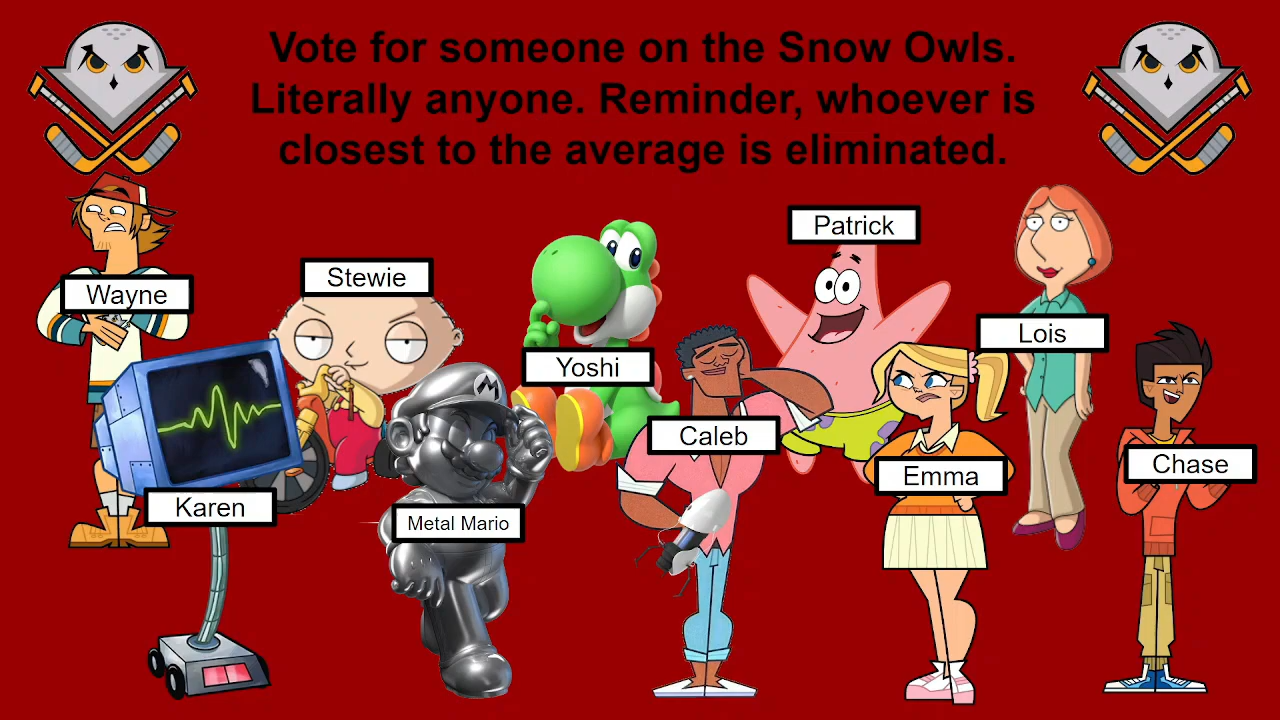 Vote for someone on the Snow Owls.
Literally anyone. Reminder, whoever is
closest to the average is eliminated.
Patrick
Stewie
Wayne
Lois
Yoshi
Caleb
Chase
Emma
Karen
Metal Mario
M